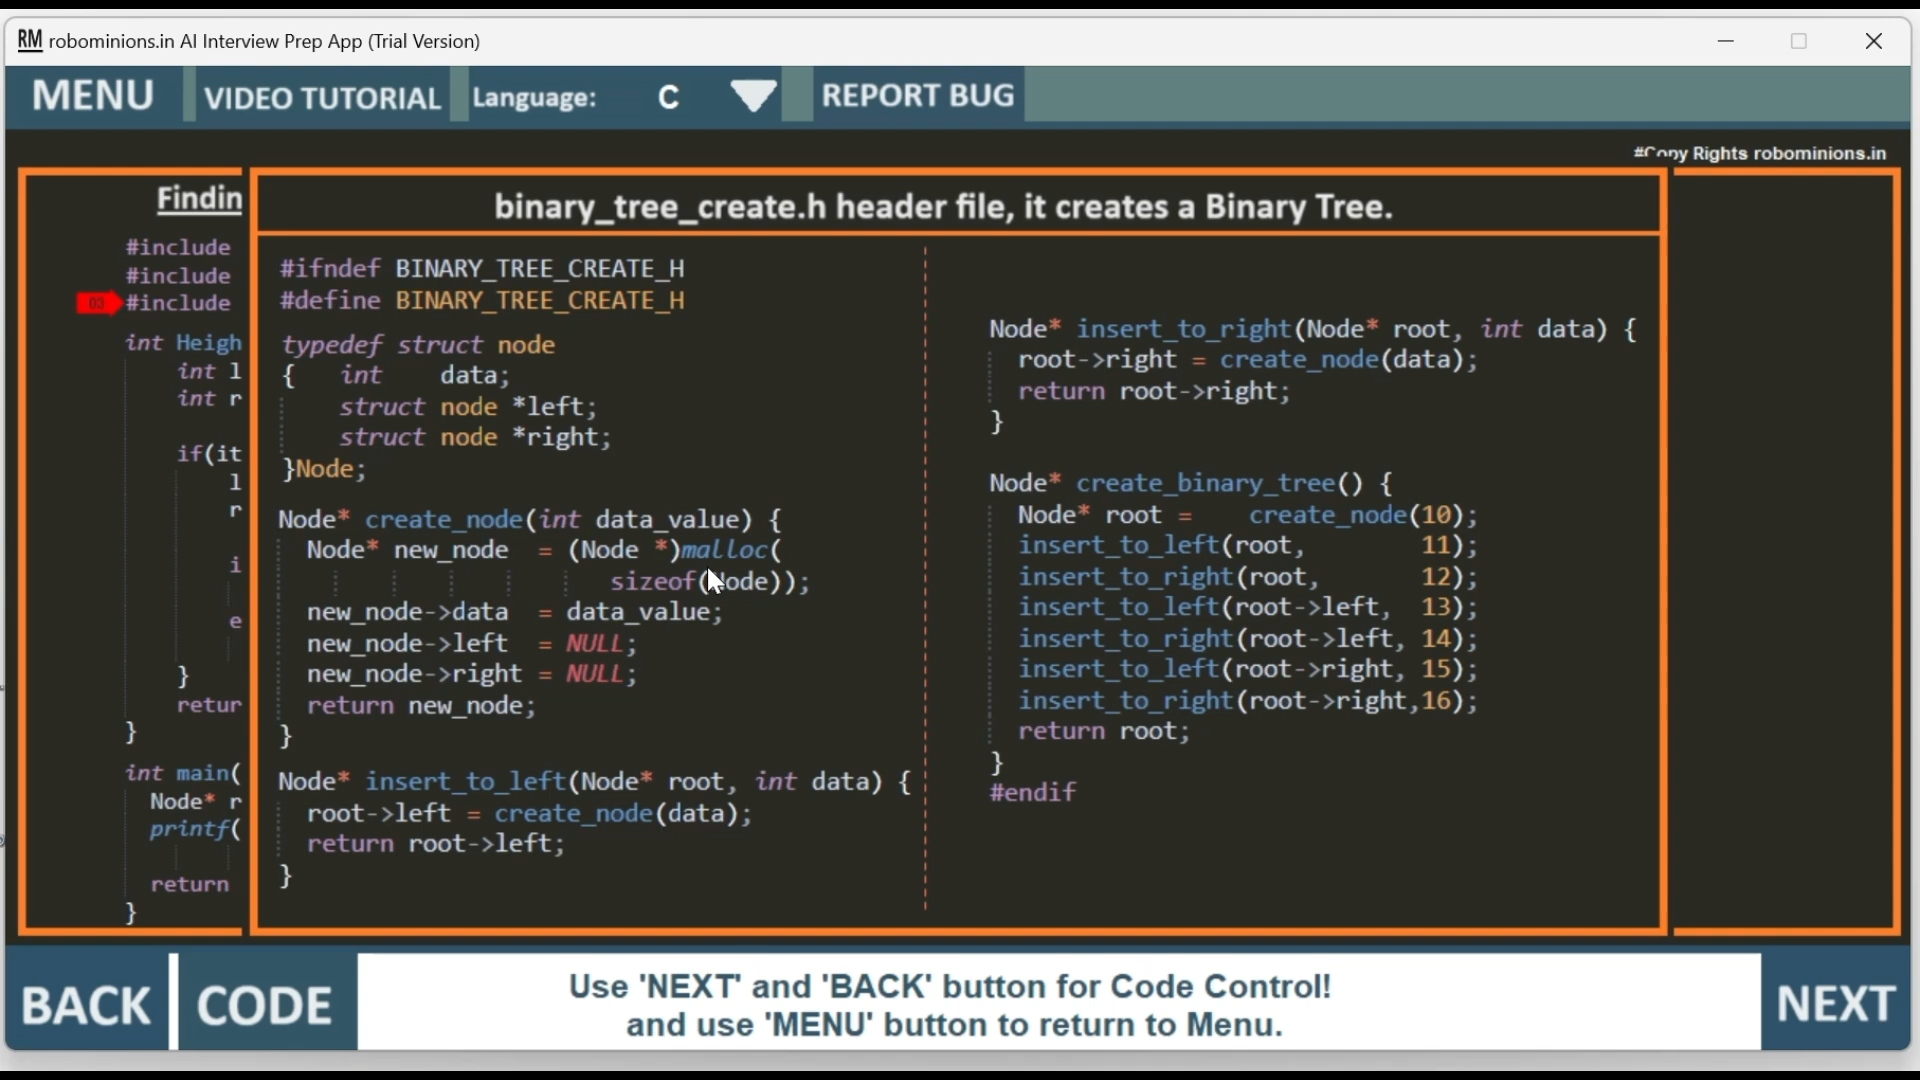 RM robominions.in AI Interview Prep App (Trial Version)
MENU
VIDEO TUTORIAL
Language: C
REPORT BUG
#Copy Rights robominions.in
Findin
#include
#include
03 #include
int Heigh
int l
int r
if(it
l
r
i
e
}
retur
}
int main(
Node* r
printf(
return
}
binary_tree_create.h header file, it creates a Binary Tree.
#ifndef BINARY_TREE_CREATE_H
#define BINARY_TREE_CREATE_H
typedef struct node
{ int data;
struct node *left;
struct node *right;
}Node;
Node* create_node(int data_value) {
Node* new_node = (Node *)malloc(
sizeof(Node));
new_node->data = data_value;
new_node->left = NULL;
new_node->right = NULL;
return new_node;
}
Node* insert_to_left(Node* root, int data) {
root->left = create_node(data);
return root->left;
}
Node* insert_to_right(Node* root, int data) {
root->right = create_node(data);
return root->right;
}
Node* create_binary_tree() {
Node* root = create_node(10);
insert_to_left(root, 11);
insert_to_right(root, 12);
insert_to_left(root->left, 13);
insert_to_right(root->left, 14);
insert_to_left(root->right, 15);
insert_to_right(root->right,16);
return root;
}
#endif
BACK
CODE
Use 'NEXT' and 'BACK' button for Code Control!
and use 'MENU' button to return to Menu.
NEXT